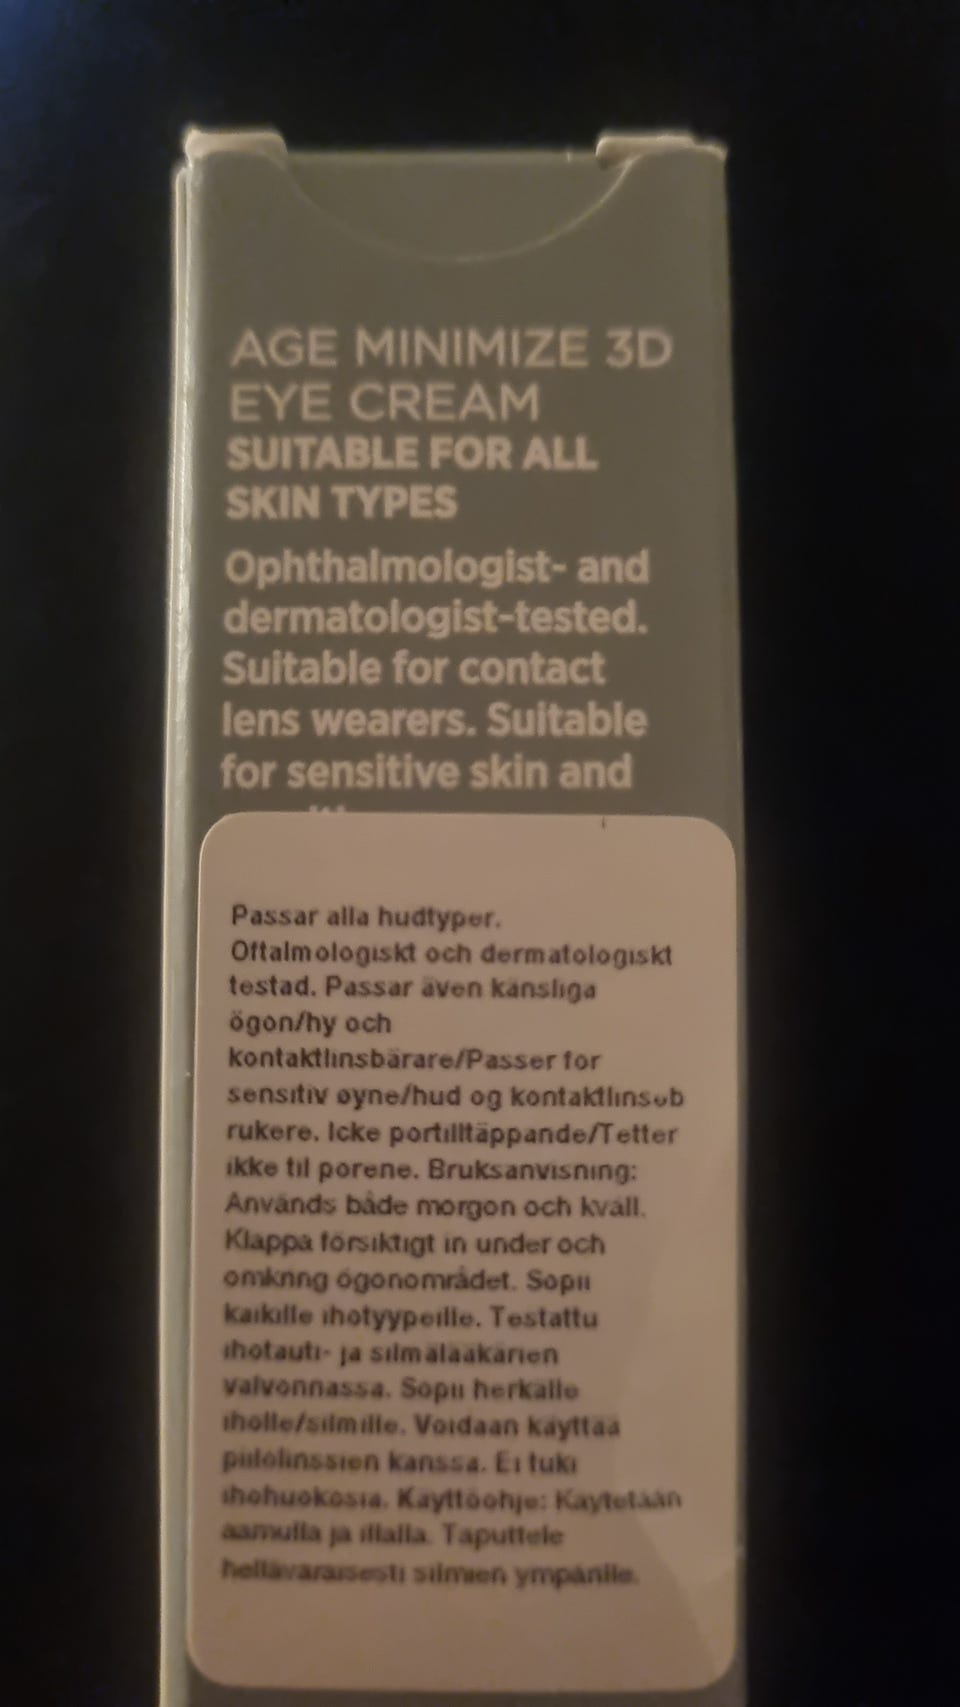 AGE MINIMIZE 3D
EYE CREAM
SUITABLE FOR ALL
SKIN TYPES
Ophthalmologist- and
dermatologist-tested.
Suitable for contact
lens wearers. Suitable
for sensitive skin and
Passar alla hudtyper.
Oftalmologiskt och dermatologiskt
testad. Passar även känsliga
ögon/hy och
kontaktlinsbärare/Passer for
sensitiv øyne/hud og kontaktlinseb
rukere. Icke portilltäppande/Tetter
ikke til porene. Bruksanvisning:
Används både morgon och kväll.
Klappa försiktigt in under och
omkring ögonområdet. Sopii
kaikille ihotyypeille. Testattu
ihotauti- ja silmälääkärien
valvonnassa. Sopii herkälle
iholle/silmille. Voidaan käyttää
piilolinssien kanssa. Ei tuki
ihohuokosia. Käyttöohje: Käytetään
aamulla ja illalla. Taputtele
hellävaraisesti silmien ympärille.